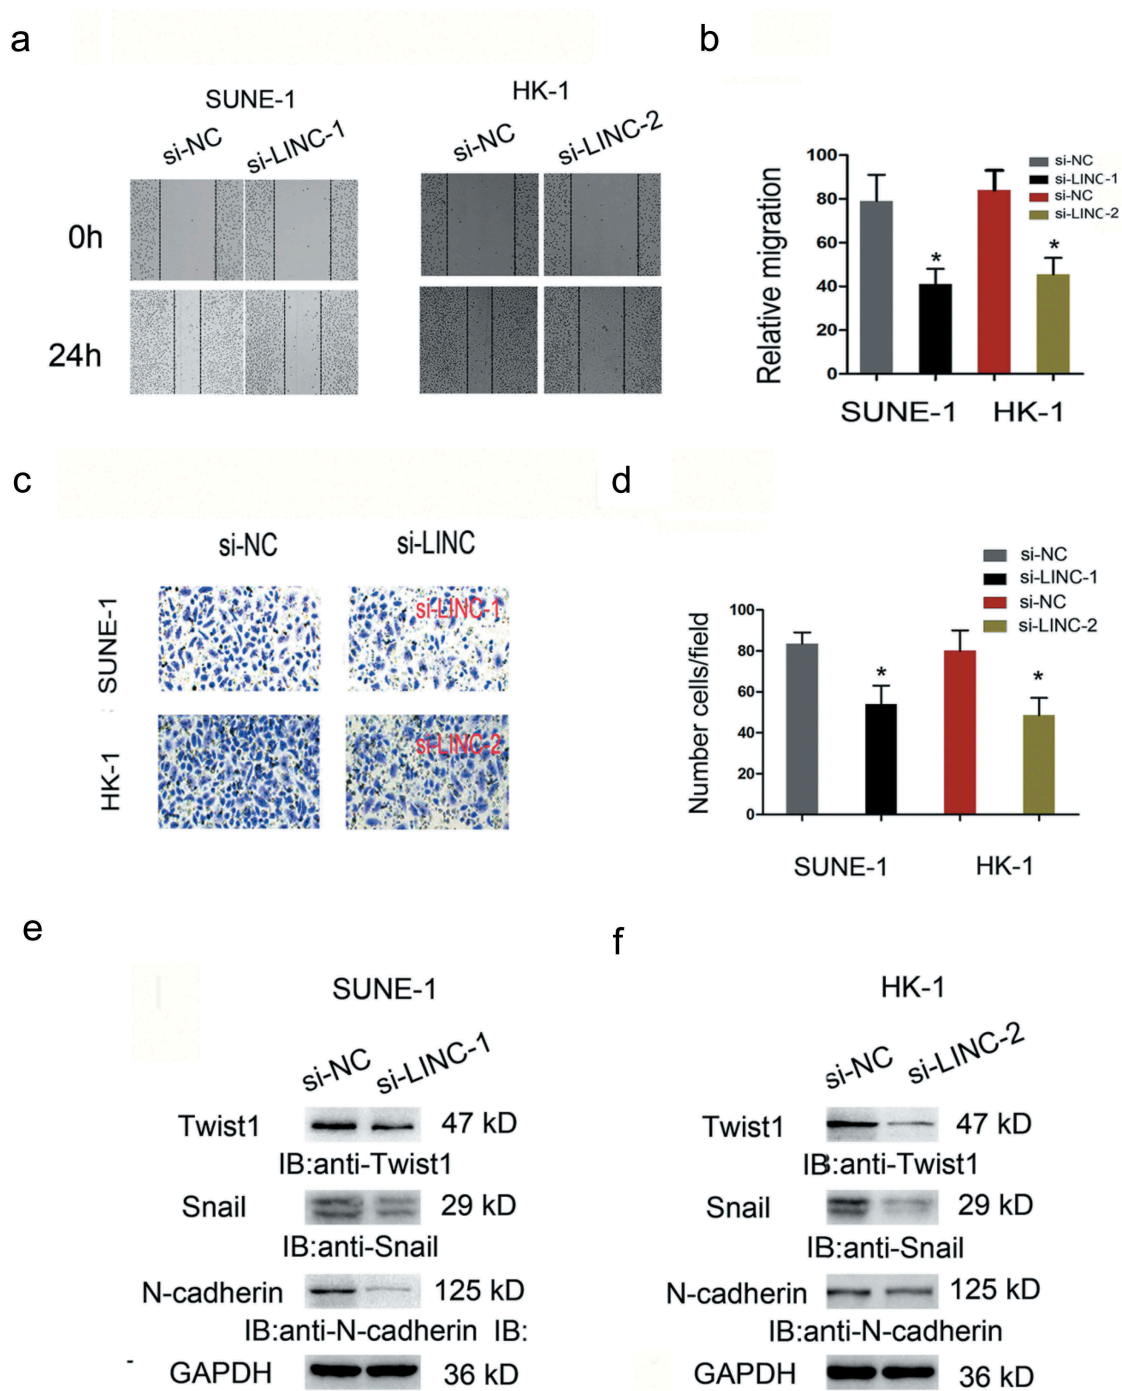 a
SUNE-1
HK-1
si-NC
si-LINC-1
si-NC
si-LINC-2
0h
24h
b
Relative migration
100
80
60
40
20
0
*
*
si-NC
si-LINC-1
si-NC
si-LINC-2
SUNE-1
HK-1
c
si-NC
si-LINC
SUNE-1
si-LINC-1
HK-1
si-LINC-2
d
si-NC
si-LINC-1
si-NC
si-LINC-2
Number cells/field
100
80
60
40
20
0
*
*
SUNE-1
HK-1
e
SUNE-1
si-NC
si-LINC-1
Twist1 47 kD
IB:anti-Twist1
Snail 29 kD
IB:anti-Snail
N-cadherin 125 kD
IB:anti-N-cadherin IB:
- GAPDH 36 kD
f
HK-1
si-NC
si-LINC-2
Twist1 47 kD
IB:anti-Twist1
Snail 29 kD
IB:anti-Snail
N-cadherin 125 kD
IB:anti-N-cadherin
GAPDH 36 kD